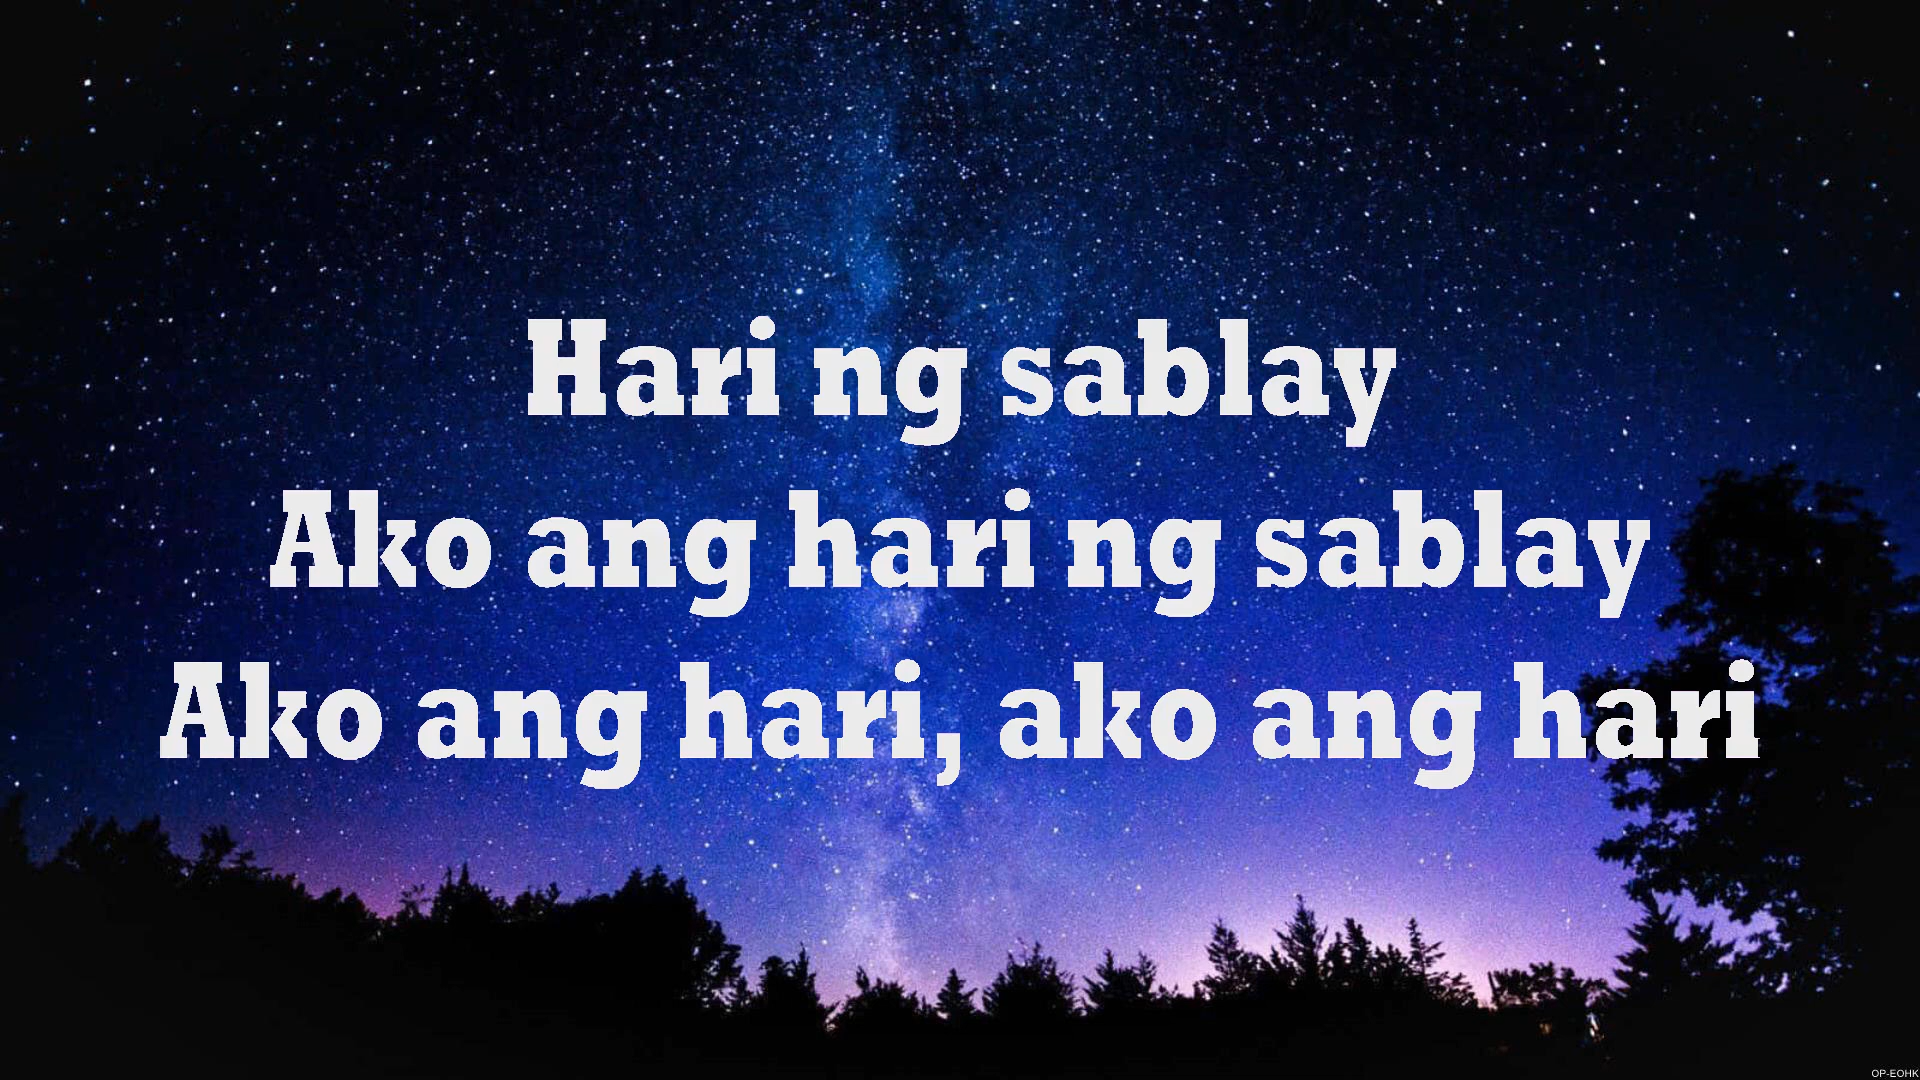 Hari ng sablay
Ako ang hari ng sablay
Ako ang hari, ako ang hari
OP-EOHK